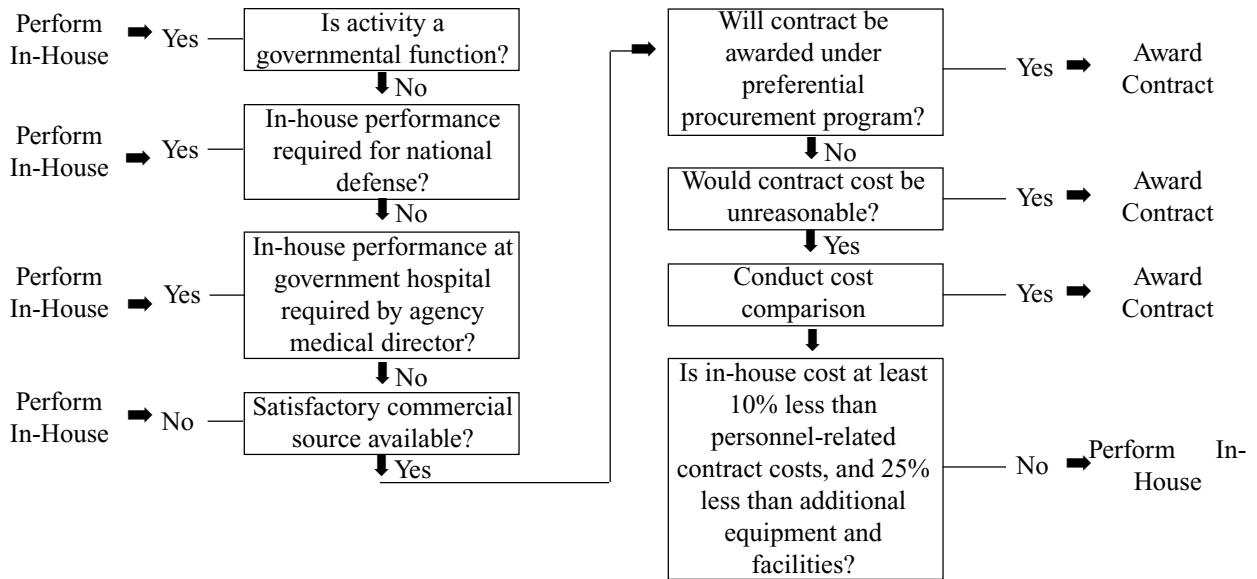 Perform
In-House
Yes
Is activity a
governmental function?
No
Perform
In-House
Yes
In-house performance
required for national
defense?
No
Perform
In-House
Yes
In-house performance at
government hospital
required by agency
medical director?
No
Perform
In-House
No
Satisfactory commercial
source available?
Yes
Will contract be
awarded under
preferential
procurement program?
Yes
Award
Contract
No
Would contract cost be
unreasonable?
Yes
Award
Contract
Yes
Conduct cost
comparison
Yes
Award
Contract
Is in-house cost at least
10% less than
personnel-related
contract costs, and 25%
less than additional
equipment and
facilities?
No
Perform In-
House